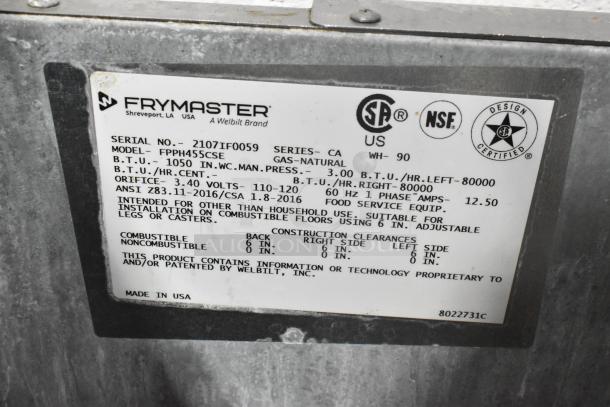 FRYMASTER
Shreveport, LA USA
A Welbilt Brand
SA ®
US
NSF
DESIGN
CERTIFIED
SERIAL NO.- 2107IF0059 SERIES- CA WH- 90
MODEL- FPPH455CSE GAS-NATURAL
B.T.U.- 1050 IN.WC.MAN.PRESS.- 3.00 B.T.U./HR.LEFT-80000
B.T.U./HR.CENT.- B.T.U./HR.RIGHT-80000
ORIFICE- 3.40 VOLTS- 110-120 60 Hz 1 PHASE AMPS- 12.50
ANSI Z83.11-2016/CSA 1.8-2016 FOOD SERVICE EQUIP.
INTENDED FOR OTHER THAN HOUSEHOLD USE. SUITABLE FOR
INSTALLATION ON COMBUSTIBLE FLOORS USING 6 IN. ADJUSTABLE
LEGS OR CASTERS.
CONSTRUCTION CLEARANCES
BACK RIGHT SIDE LEFT SIDE
COMBUSTIBLE 6 IN. 6 IN. 6 IN.
NONCOMBUSTIBLE 0 IN. 0 IN. 0 IN.
THIS PRODUCT CONTAINS INFORMATION OR TECHNOLOGY PROPRIETARY TO
AND/OR PATENTED BY WELBILT, INC.
MADE IN USA
8022731C